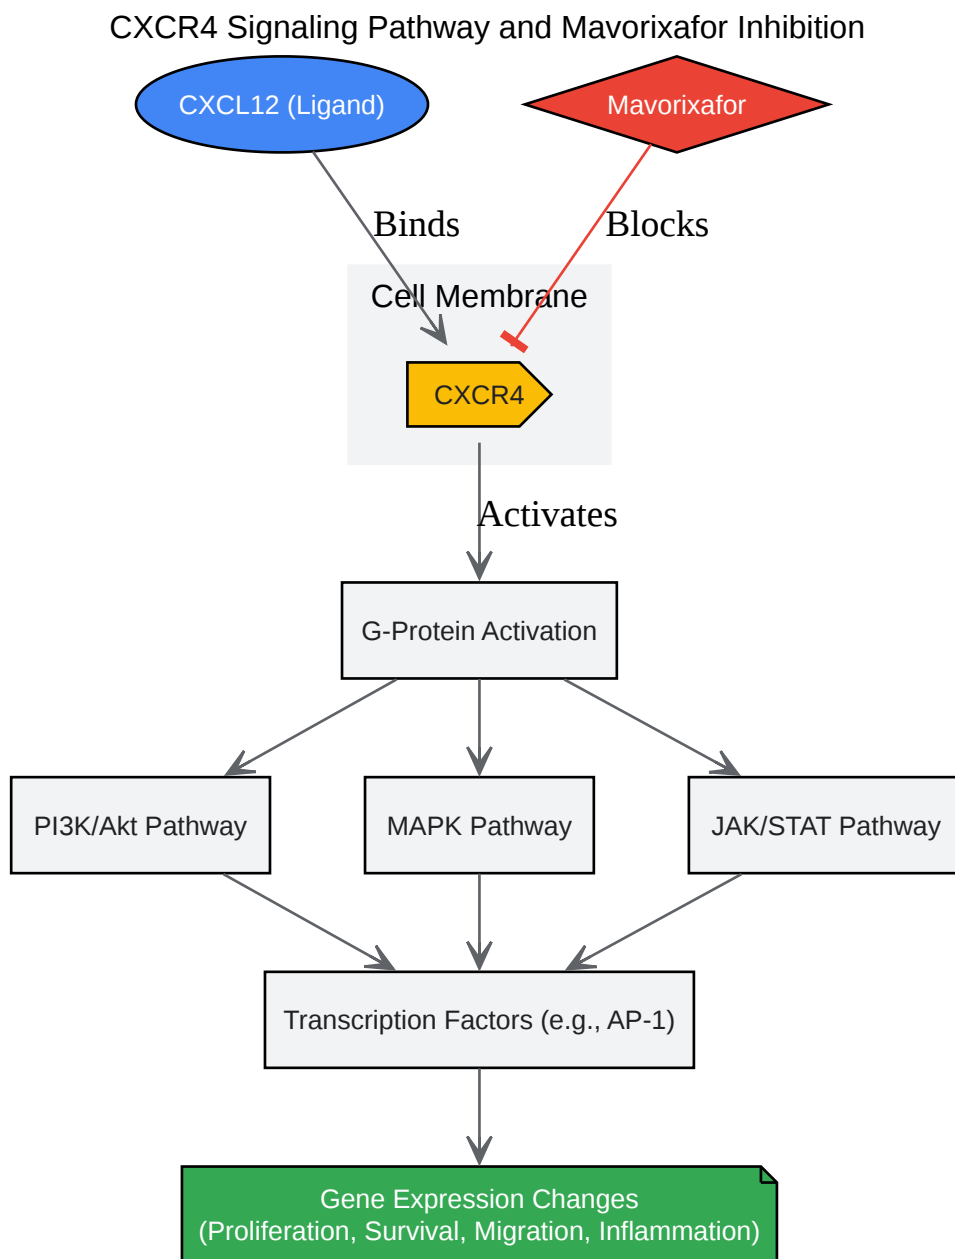 CXCR4 Signaling Pathway and Mavorixafor Inhibition
CXCL12 (Ligand)
Mavorixafor
Binds
Blocks
Cell Membrane
CXCR4
Activates
G-Protein Activation
PI3K/Akt Pathway
MAPK Pathway
JAK/STAT Pathway
Transcription Factors (e.g., AP-1)
Gene Expression Changes
(Proliferation, Survival, Migration, Inflammation)